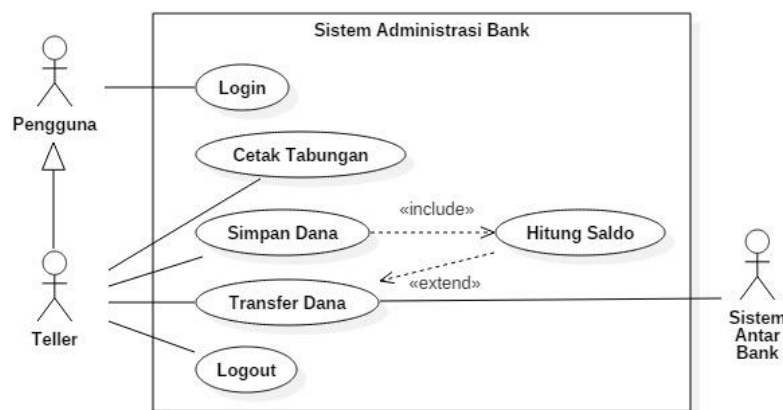 Sistem Administrasi Bank
Login
Pengguna
Cetak Tabungan
«include»
Simpan Dana
Hitung Saldo
«extend»
Transfer Dana
Teller
Sistem
Antar
Bank
Logout